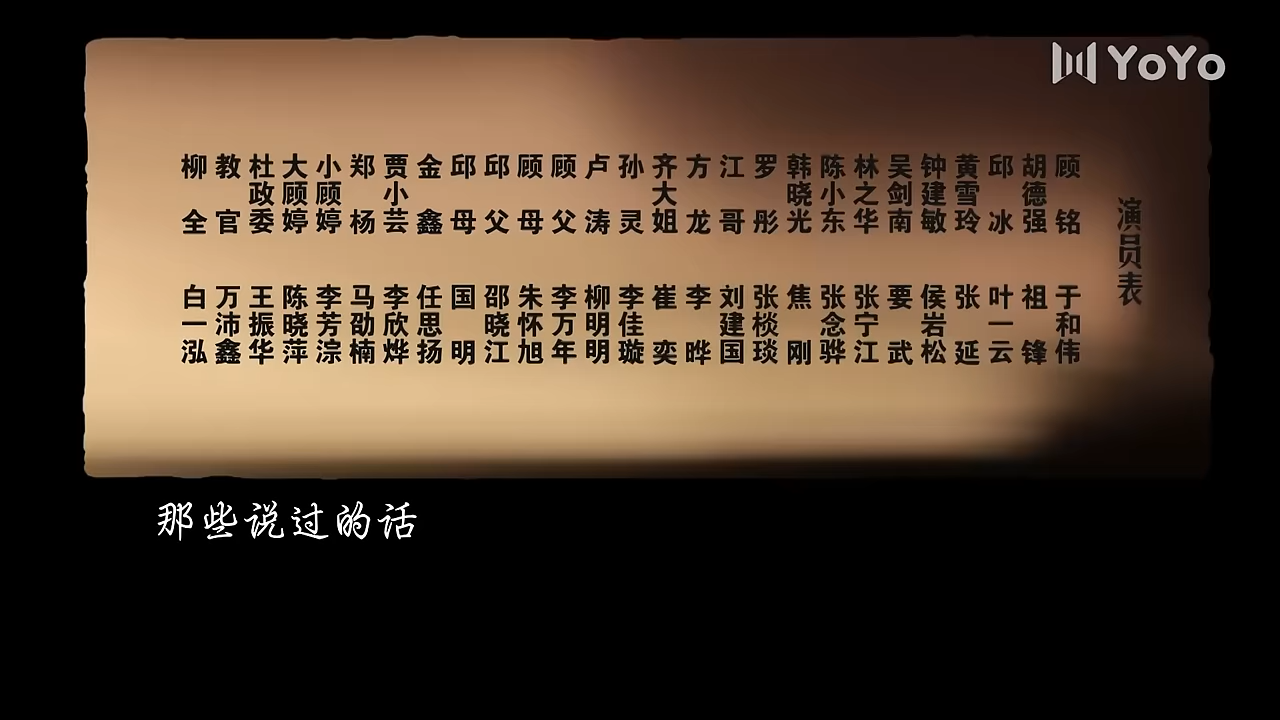 YoYo
演员表
顾铭 于和伟
胡德强 祖锋
邱冰 叶一云
黄雪玲 张延
钟建敏 侯岩松
吴剑南 要武
林之华 张宁江
陈小东 张念骅
韩晓光 焦刚
罗彤 张棪琰
江哥 刘建国
方龙 李晔
齐大姐 崔奕
孙灵 李佳璇
卢涛 柳明明
顾父 李万年
顾母 朱怀旭
邱父 邵晓江
邱母 国明
金鑫 任思扬
贾小芸 李欣烨
郑杨 马劭楠
小顾婷 李芳淙
大顾婷 陈晓萍
杜政委 王振华
教官 万沛鑫
柳全 白一泓
那些说过的话